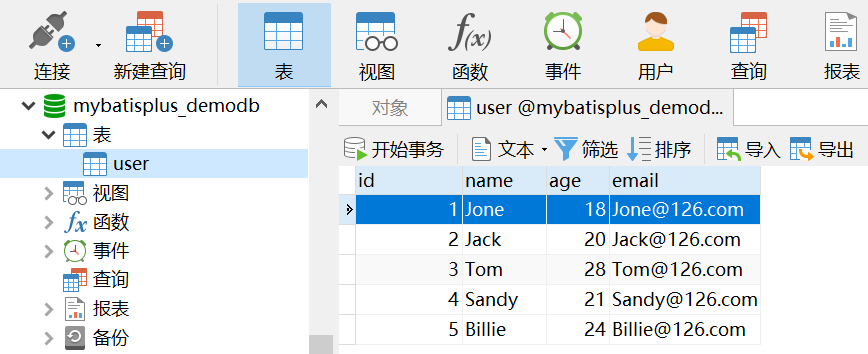 连接 新建查询 表 视图 函数 事件 用户 查询 报表
mybatisplus_demodb
表
user
视图
函数
事件
查询
报表
备份
对象 user @mybatisplus_demod...
开始事务 文本 筛选 排序 导入 导出
id name age email
1 Jone 18 Jone@126.com
2 Jack 20 Jack@126.com
3 Tom 28 Tom@126.com
4 Sandy 21 Sandy@126.com
5 Billie 24 Billie@126.com